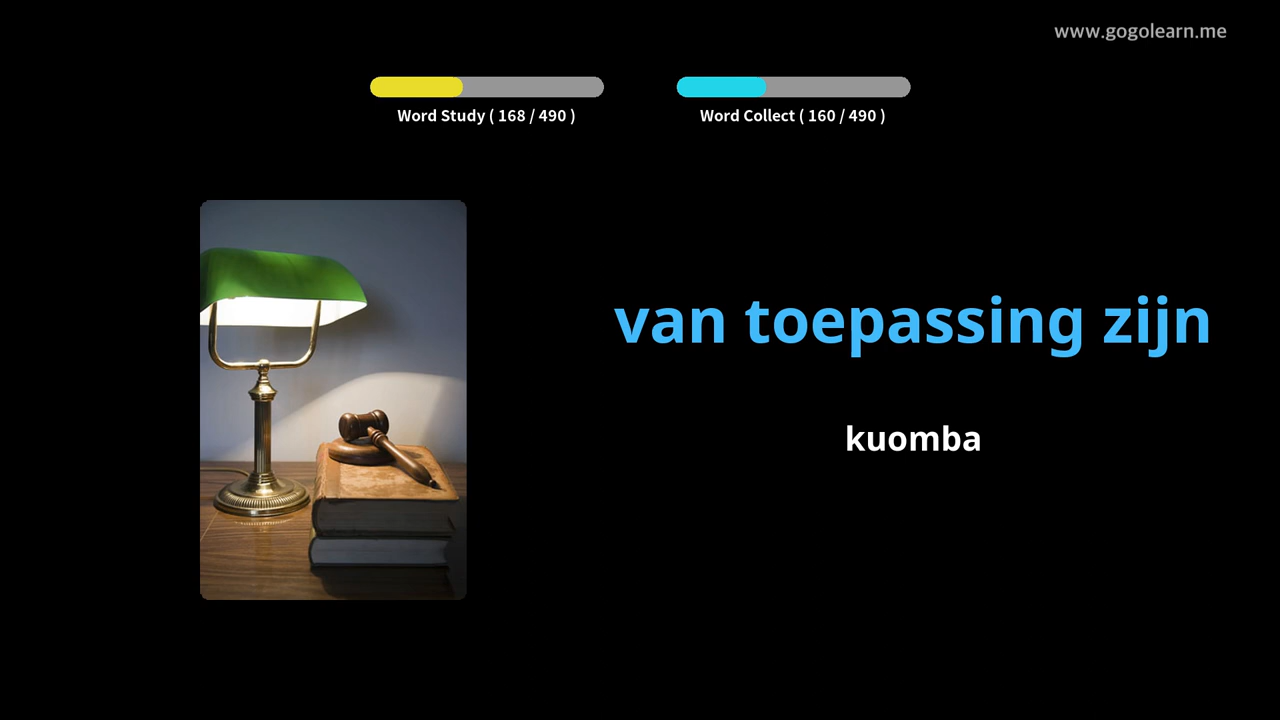 www.gogolearn.me
Word Study ( 168 / 490 )
Word Collect ( 160 / 490 )
van toepassing zijn
kuomba